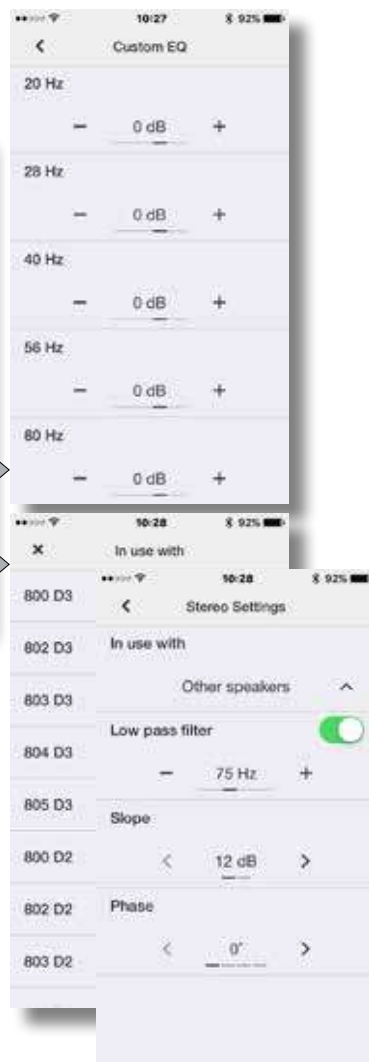 10:27 92%
Custom EQ
20 Hz
− 0 dB +
28 Hz
− 0 dB +
40 Hz
− 0 dB +
56 Hz
− 0 dB +
80 Hz
− 0 dB +
10:28 92%
× In use with
800 D3
802 D3
803 D3
804 D3
805 D3
800 D2
802 D2
803 D2
10:28 92%
Stereo Settings
In use with
Other speakers
Low pass filter
− 75 Hz +
Slope
< 12 dB >
Phase
< 0° >